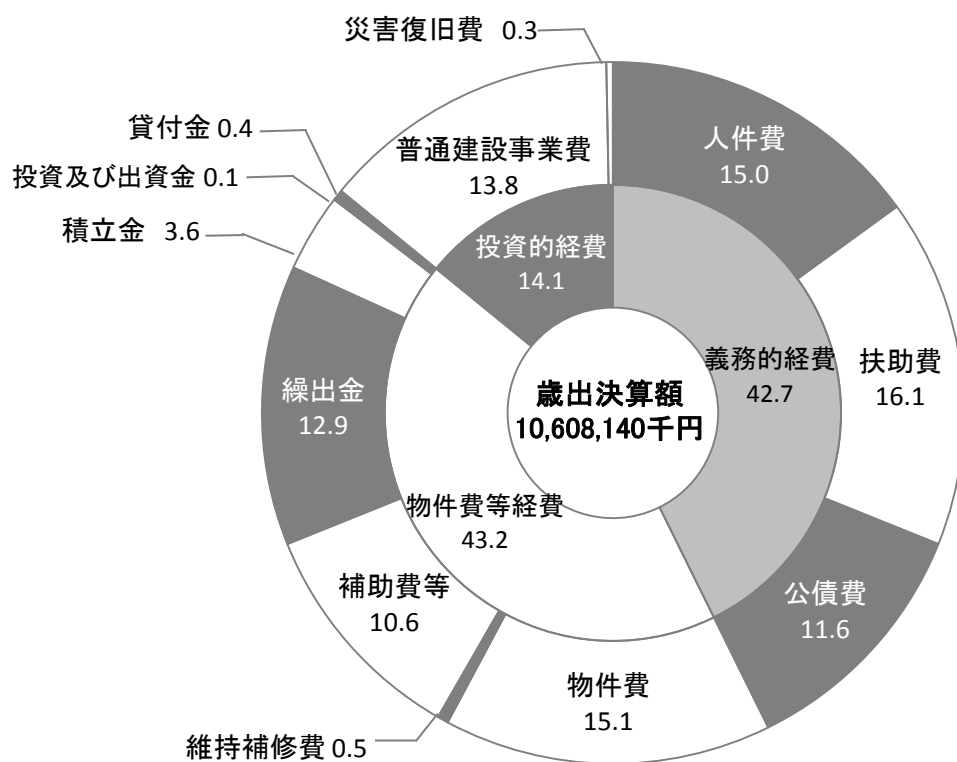 災害復旧費 0.3
貸付金 0.4
投資及び出資金 0.1
積立金 3.6
普通建設事業費
13.8
人件費
15.0
投資的経費
14.1
義務的経費
42.7
扶助費
16.1
繰出金
12.9
歳出決算額
10,608,140千円
物件費等経費
43.2
補助費等
10.6
公債費
11.6
物件費
15.1
維持補修費 0.5